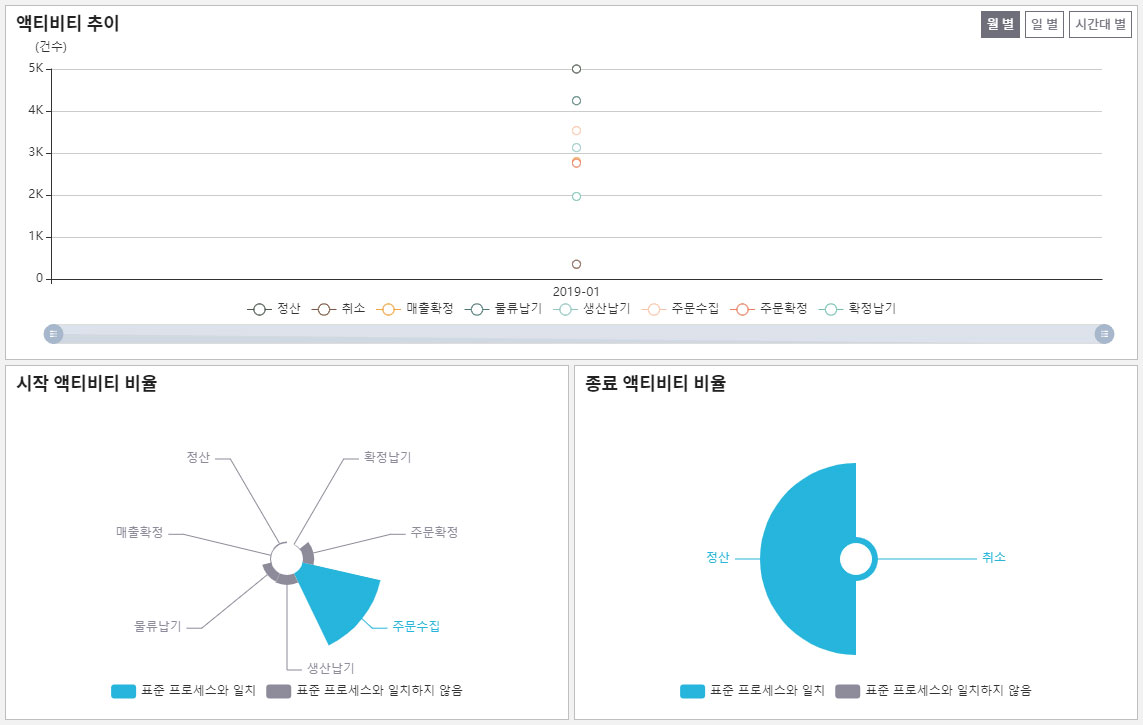 액티비티 추이
월 별 일 별 시간대 별
(건수)
5K
4K
3K
2K
1K
0
2019-01
정산 취소 매출확정 물류납기 생산납기 주문수집 주문확정 확정납기
시작 액티비티 비율
정산 확정납기
매출확정 주문확정
물류납기 주문수집
생산납기
표준 프로세스와 일치 표준 프로세스와 일치하지 않음
종료 액티비티 비율
정산 취소
표준 프로세스와 일치 표준 프로세스와 일치하지 않음